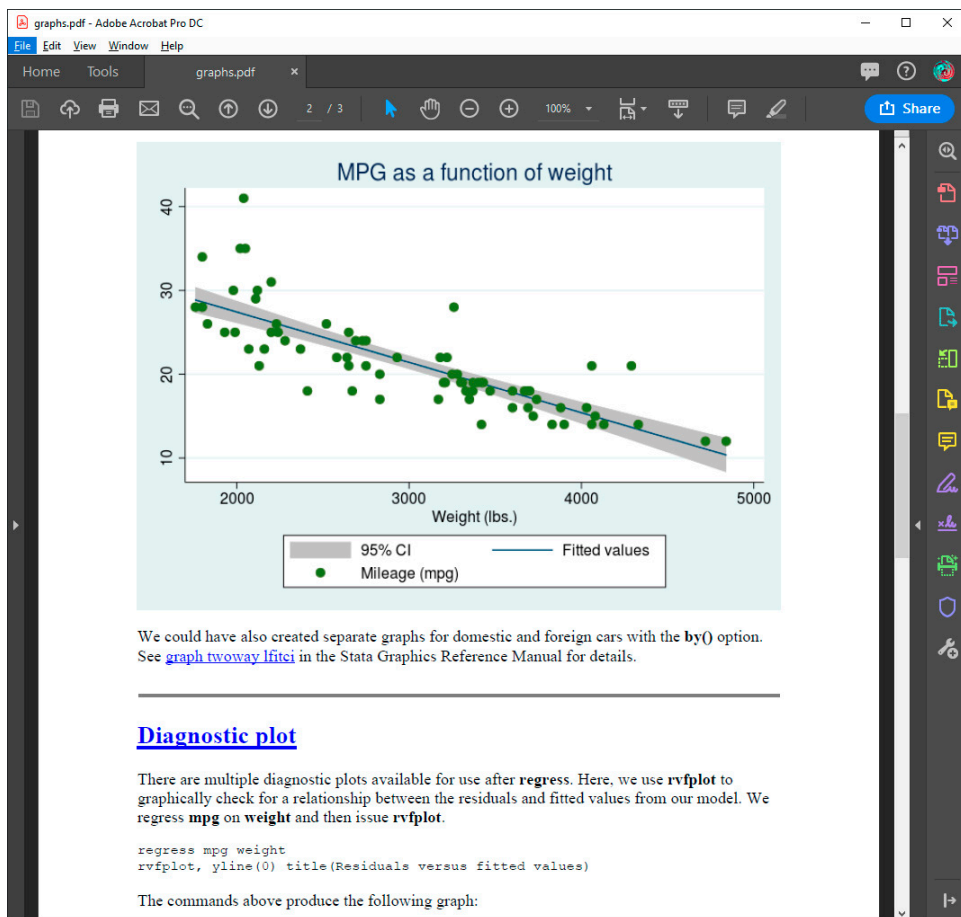 graphs.pdf - Adobe Acrobat Pro DC
File Edit View Window Help
Home Tools graphs.pdf ×
2 / 3 100% Share
MPG as a function of weight
40
30
20
10
2000 3000 4000 5000
Weight (lbs.)
95% CI Fitted values
Mileage (mpg)
We could have also created separate graphs for domestic and foreign cars with the by() option.
See graph twoway lfitci in the Stata Graphics Reference Manual for details.
Diagnostic plot
There are multiple diagnostic plots available for use after regress. Here, we use rvfplot to
graphically check for a relationship between the residuals and fitted values from our model. We
regress mpg on weight and then issue rvfplot.
regress mpg weight
rvfplot, yline(0) title(Residuals versus fitted values)
The commands above produce the following graph: